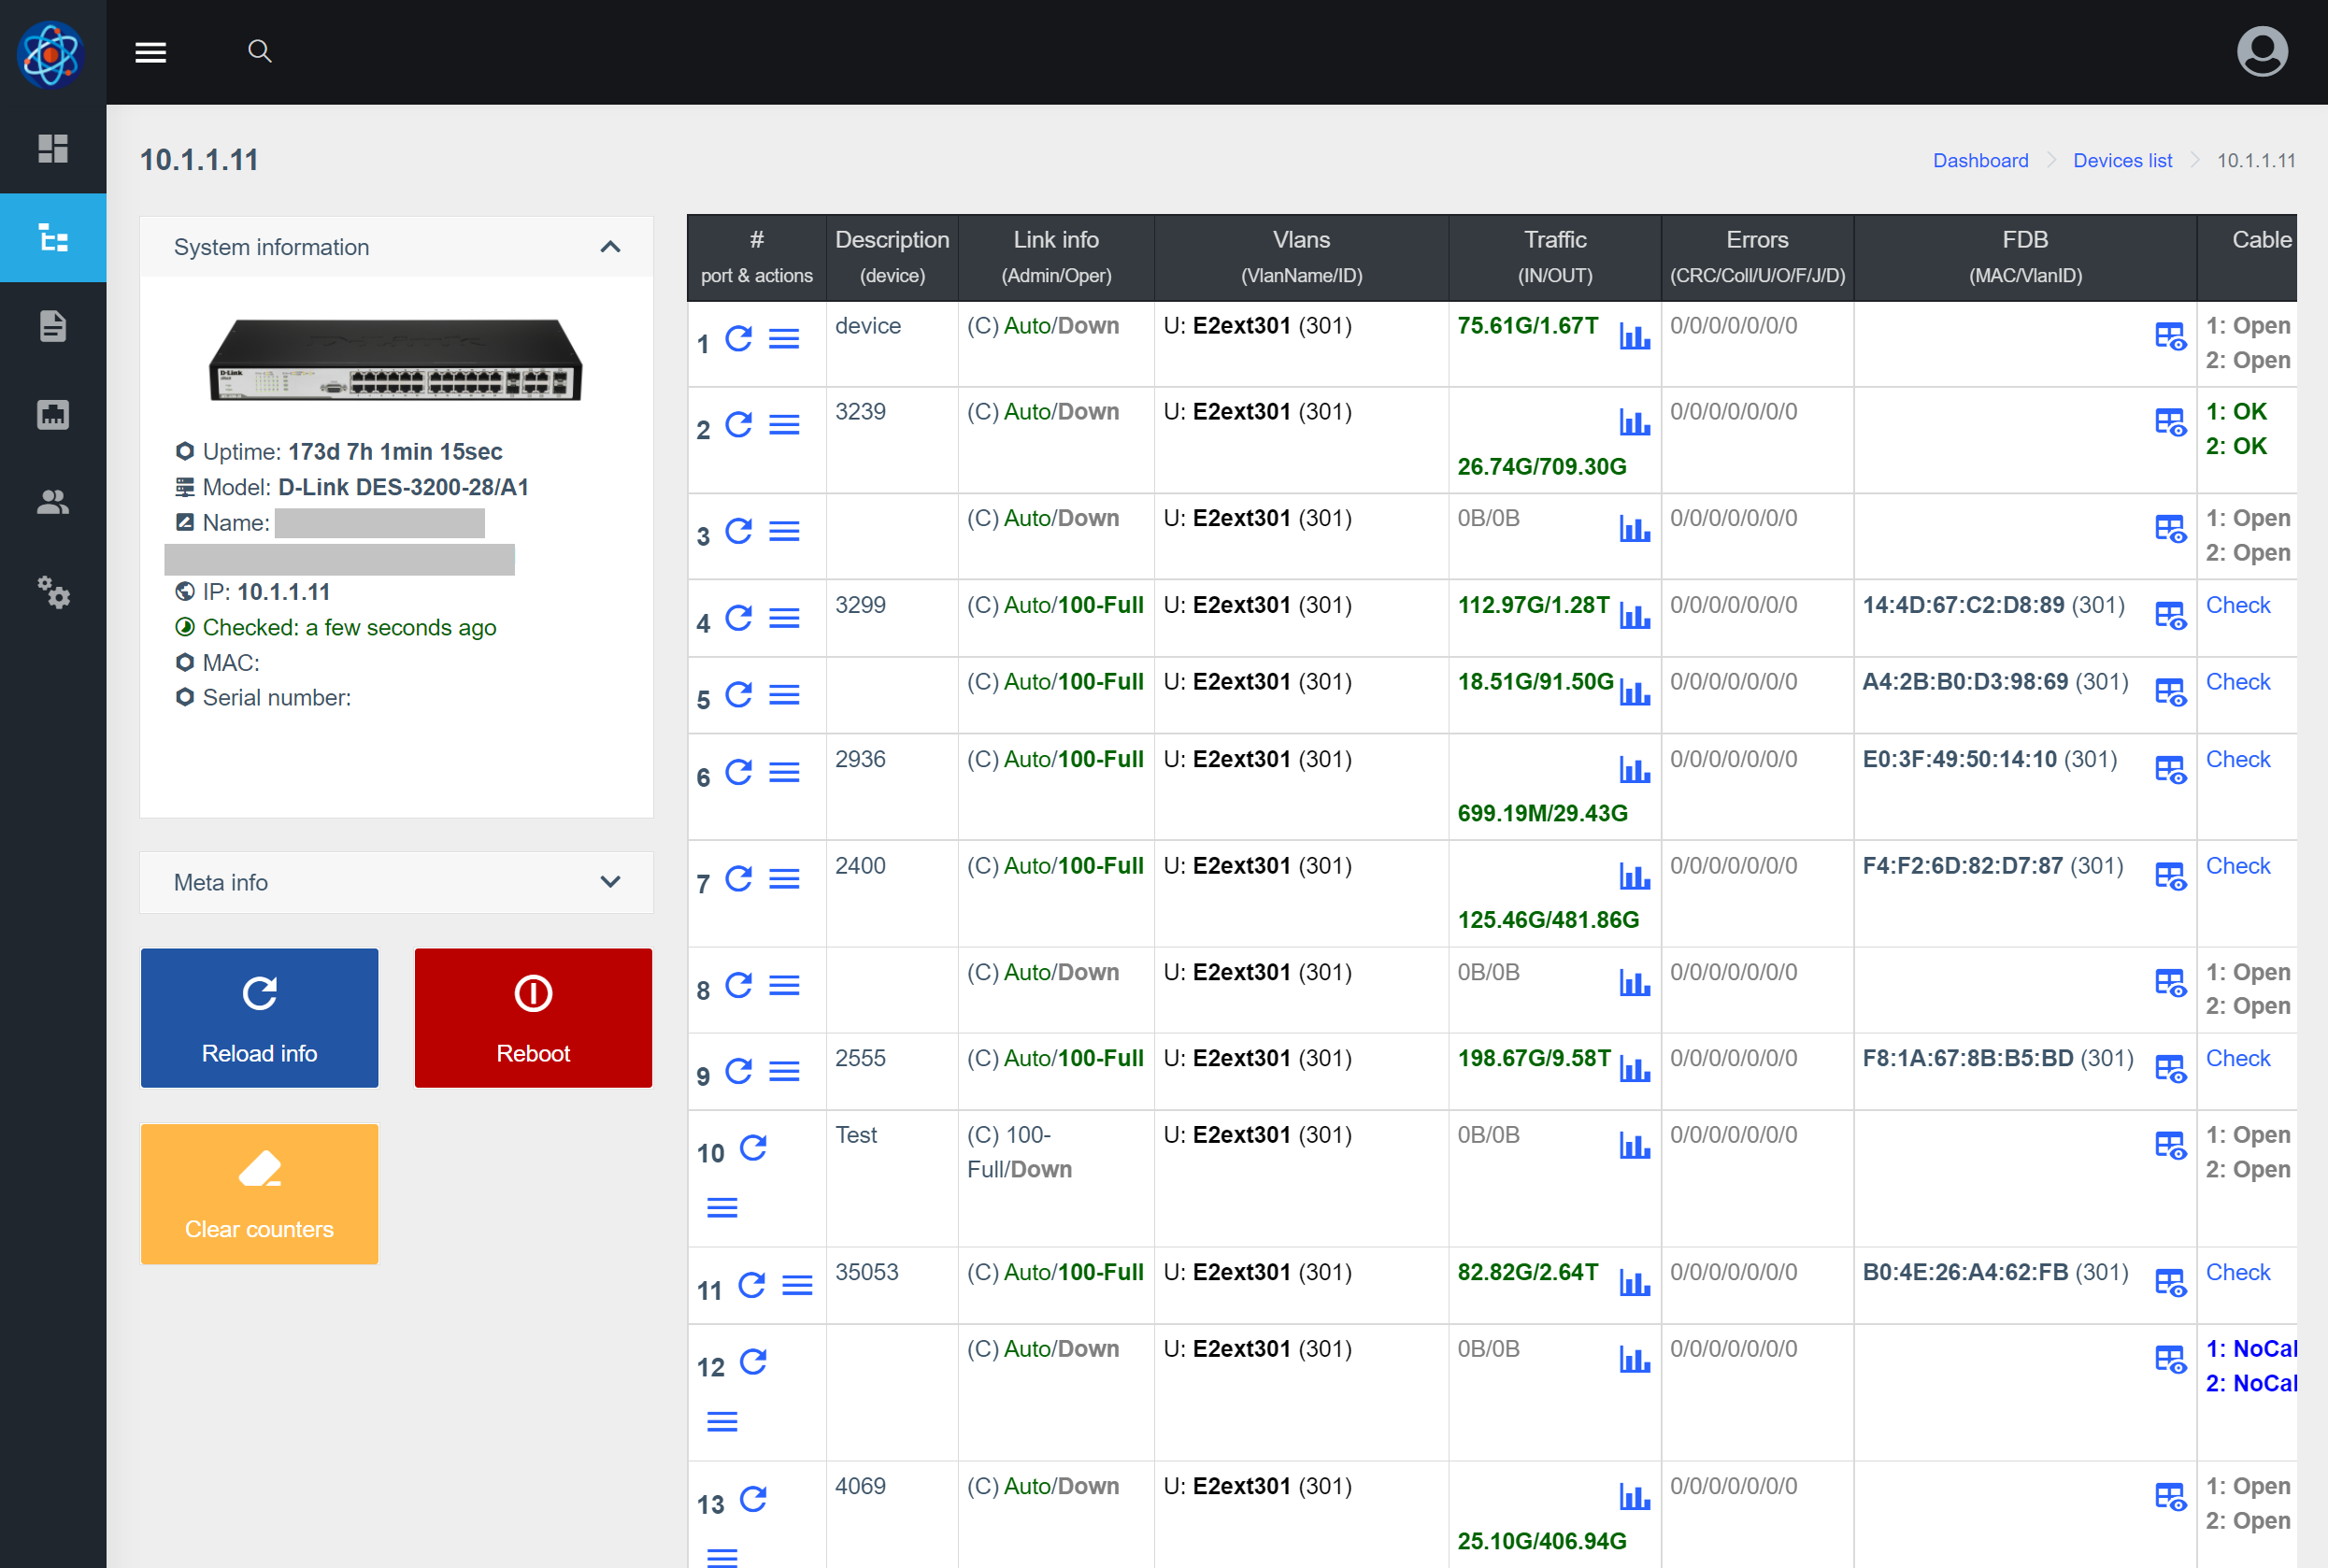 10.1.1.11
Dashboard > Devices list > 10.1.1.11
System information
D-Link
Uptime: 173d 7h 1min 15sec
Model: D-Link DES-3200-28/A1
Name:
IP: 10.1.1.11
Checked: a few seconds ago
MAC:
Serial number:
Meta info
Reload info
Reboot
Clear counters
# Description Link info Vlans Traffic Errors FDB Cable
port & actions (device) (Admin/Oper) (VlanName/ID) (IN/OUT) (CRC/Coll/U/O/F/J/D) (MAC/VlanID)
1 device (C) Auto/Down U: E2ext301 (301) 75.61G/1.67T 0/0/0/0/0/0/0 1: Open
2: Open
2 3239 (C) Auto/Down U: E2ext301 (301) 26.74G/709.30G 0/0/0/0/0/0/0 1: OK
2: OK
3 (C) Auto/Down U: E2ext301 (301) 0B/0B 0/0/0/0/0/0/0 1: Open
2: Open
4 3299 (C) Auto/100-Full U: E2ext301 (301) 112.97G/1.28T 0/0/0/0/0/0/0 14:4D:67:C2:D8:89 (301) Check
5 (C) Auto/100-Full U: E2ext301 (301) 18.51G/91.50G 0/0/0/0/0/0/0 A4:2B:B0:D3:98:69 (301) Check
6 2936 (C) Auto/100-Full U: E2ext301 (301) 699.19M/29.43G 0/0/0/0/0/0/0 E0:3F:49:50:14:10 (301) Check
7 2400 (C) Auto/100-Full U: E2ext301 (301) 125.46G/481.86G 0/0/0/0/0/0/0 F4:F2:6D:82:D7:87 (301) Check
8 (C) Auto/Down U: E2ext301 (301) 0B/0B 0/0/0/0/0/0/0 1: Open
2: Open
9 2555 (C) Auto/100-Full U: E2ext301 (301) 198.67G/9.58T 0/0/0/0/0/0/0 F8:1A:67:8B:B5:BD (301) Check
10 Test (C) 100- U: E2ext301 (301) 0B/0B 0/0/0/0/0/0/0 1: Open
Full/Down 2: Open
11 35053 (C) Auto/100-Full U: E2ext301 (301) 82.82G/2.64T 0/0/0/0/0/0/0 B0:4E:26:A4:62:FB (301) Check
12 (C) Auto/Down U: E2ext301 (301) 0B/0B 0/0/0/0/0/0/0 1: NoCal
2: NoCal
13 4069 (C) Auto/Down U: E2ext301 (301) 25.10G/406.94G 0/0/0/0/0/0/0 1: Open
2: Open